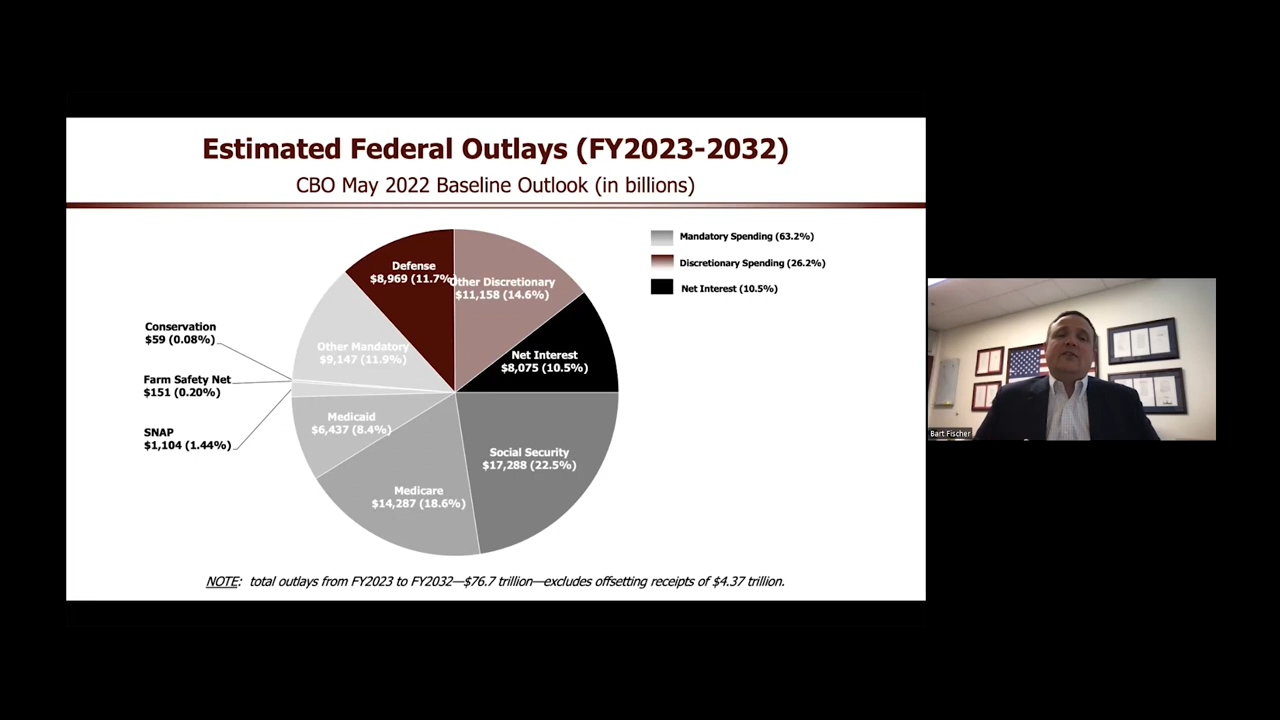 Estimated Federal Outlays (FY2023-2032)
CBO May 2022 Baseline Outlook (in billions)
Mandatory Spending (63.2%)
Discretionary Spending (26.2%)
Net Interest (10.5%)
Defense
$8,969 (11.7%)
Other Discretionary
$11,158 (14.6%)
Net Interest
$8,075 (10.5%)
Social Security
$17,288 (22.5%)
Medicare
$14,287 (18.6%)
Medicaid
$6,437 (8.4%)
SNAP
$1,104 (1.44%)
Farm Safety Net
$151 (0.20%)
Conservation
$59 (0.08%)
Other Mandatory
$9,147 (11.9%)
NOTE: total outlays from FY2023 to FY2032—$76.7 trillion—excludes offsetting receipts of $4.37 trillion.
Bart Fischer